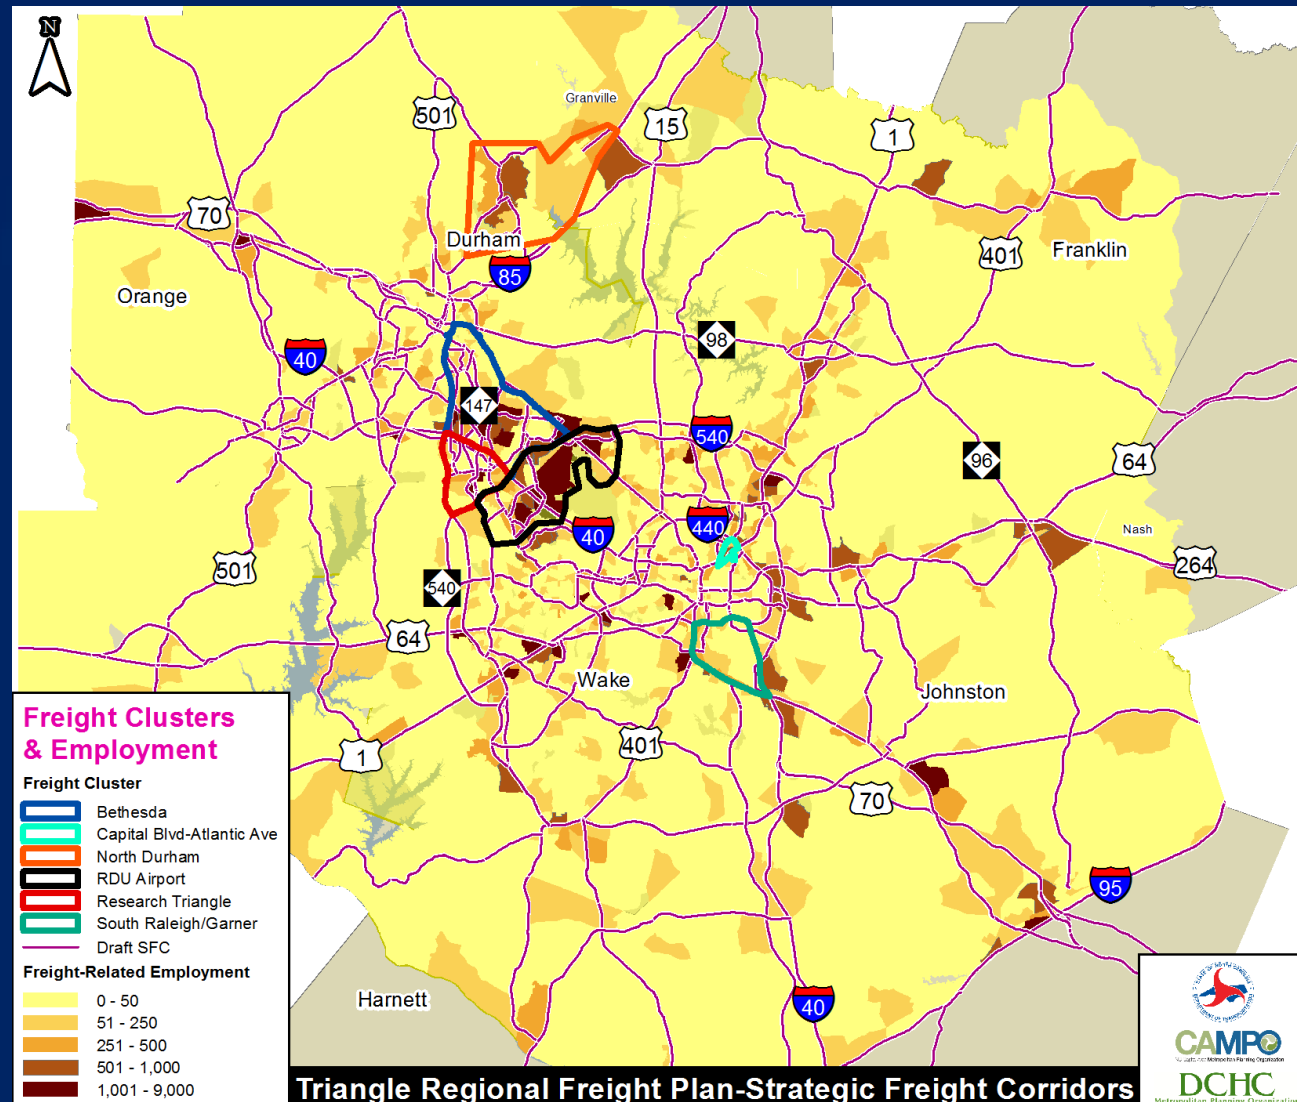 N
Granville
501
15
1
70
Durham
401
Franklin
85
Orange
40
98
147
540
96
64
440
40
Nash
501
264
540
64
Wake
Johnston
401
1
70
95
Harnett
40
Freight Clusters
& Employment
Freight Cluster
Bethesda
Capital Blvd-Atlantic Ave
North Durham
RDU Airport
Research Triangle
South Raleigh/Garner
Draft SFC
Freight-Related Employment
0 - 50
51 - 250
251 - 500
501 - 1,000
1,001 - 9,000
Triangle Regional Freight Plan-Strategic Freight Corridors
CAMPO
DCHC
Metropolitan Planning Organization